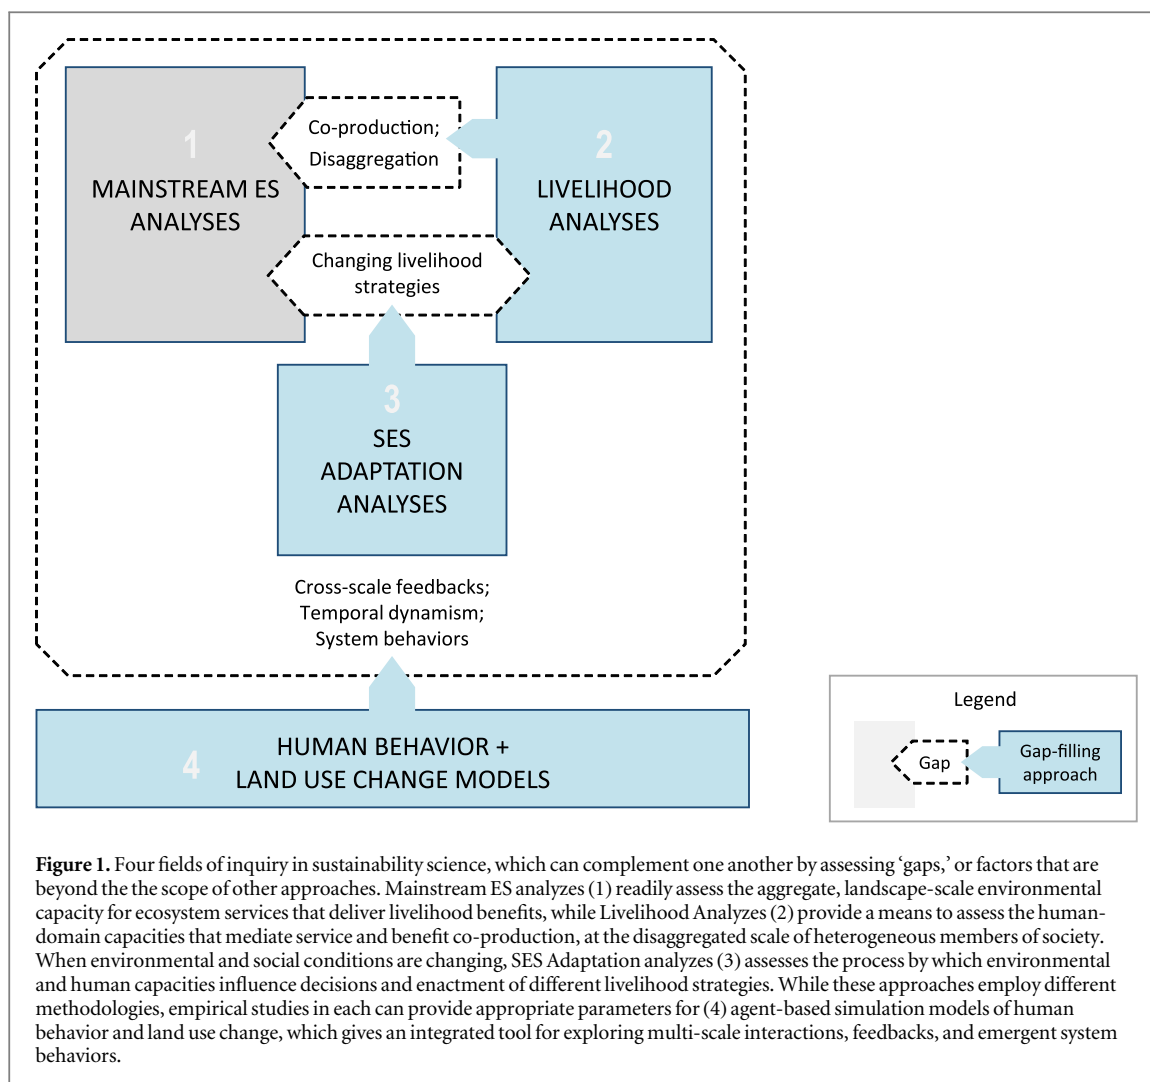 1
MAINSTREAM ES
ANALYSES
Co-production;
Disaggregation
2
LIVELIHOOD
ANALYSES
Changing livelihood
strategies
3
SES
ADAPTATION
ANALYSES
Cross-scale feedbacks;
Temporal dynamism;
System behaviors
4
HUMAN BEHAVIOR +
LAND USE CHANGE MODELS
Legend
Gap
Gap-filling
approach
Figure 1. Four fields of inquiry in sustainability science, which can complement one another by assessing ‘gaps,’ or factors that are
beyond the the scope of other approaches. Mainstream ES analyzes (1) readily assess the aggregate, landscape-scale environmental
capacity for ecosystem services that deliver livelihood benefits, while Livelihood Analyzes (2) provide a means to assess the human-
domain capacities that mediate service and benefit co-production, at the disaggregated scale of heterogeneous members of society.
When environmental and social conditions are changing, SES Adaptation analyzes (3) assesses the process by which environmental
and human capacities influence decisions and enactment of different livelihood strategies. While these approaches employ different
methodologies, empirical studies in each can provide appropriate parameters for (4) agent-based simulation models of human
behavior and land use change, which gives an integrated tool for exploring multi-scale interactions, feedbacks, and emergent system
behaviors.